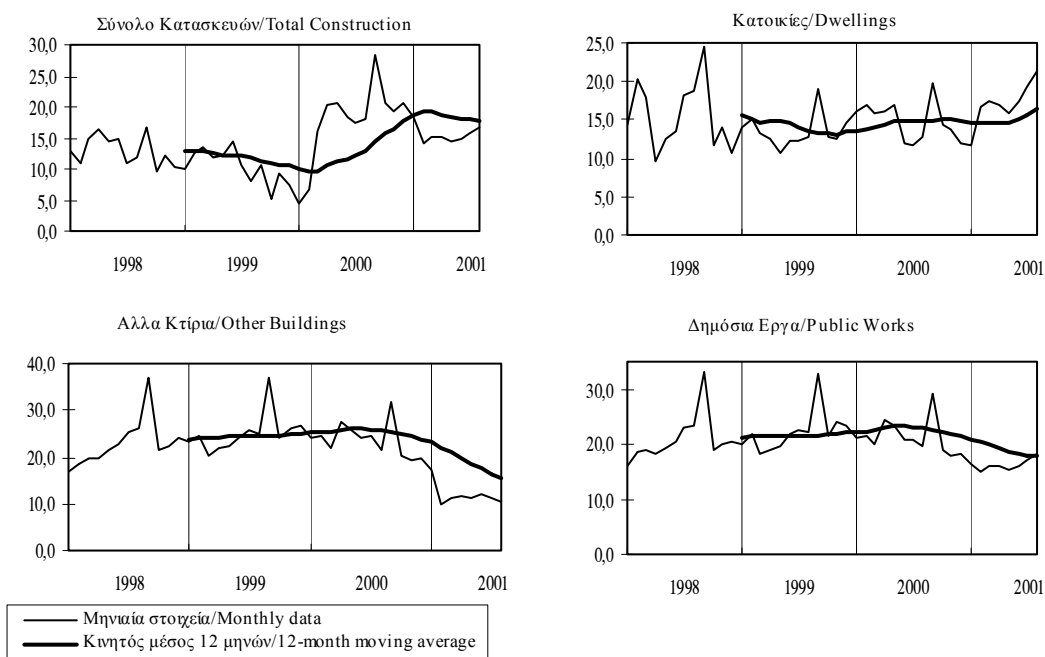 Σύνολο Κατασκευών/Total Construction
30,0
25,0
20,0
15,0
10,0
5,0
0,0
1998 1999 2000 2001
Κατοικίες/Dwellings
25,0
20,0
15,0
10,0
5,0
0,0
1998 1999 2000 2001
Αλλα Κτίρια/Other Buildings
40,0
30,0
20,0
10,0
0,0
1998 1999 2000 2001
Δημόσια Εργα/Public Works
30,0
20,0
10,0
0,0
1998 1999 2000 2001
Μηνιαία στοιχεία/Monthly data
Κινητός μέσος 12 μηνών/12-month moving average